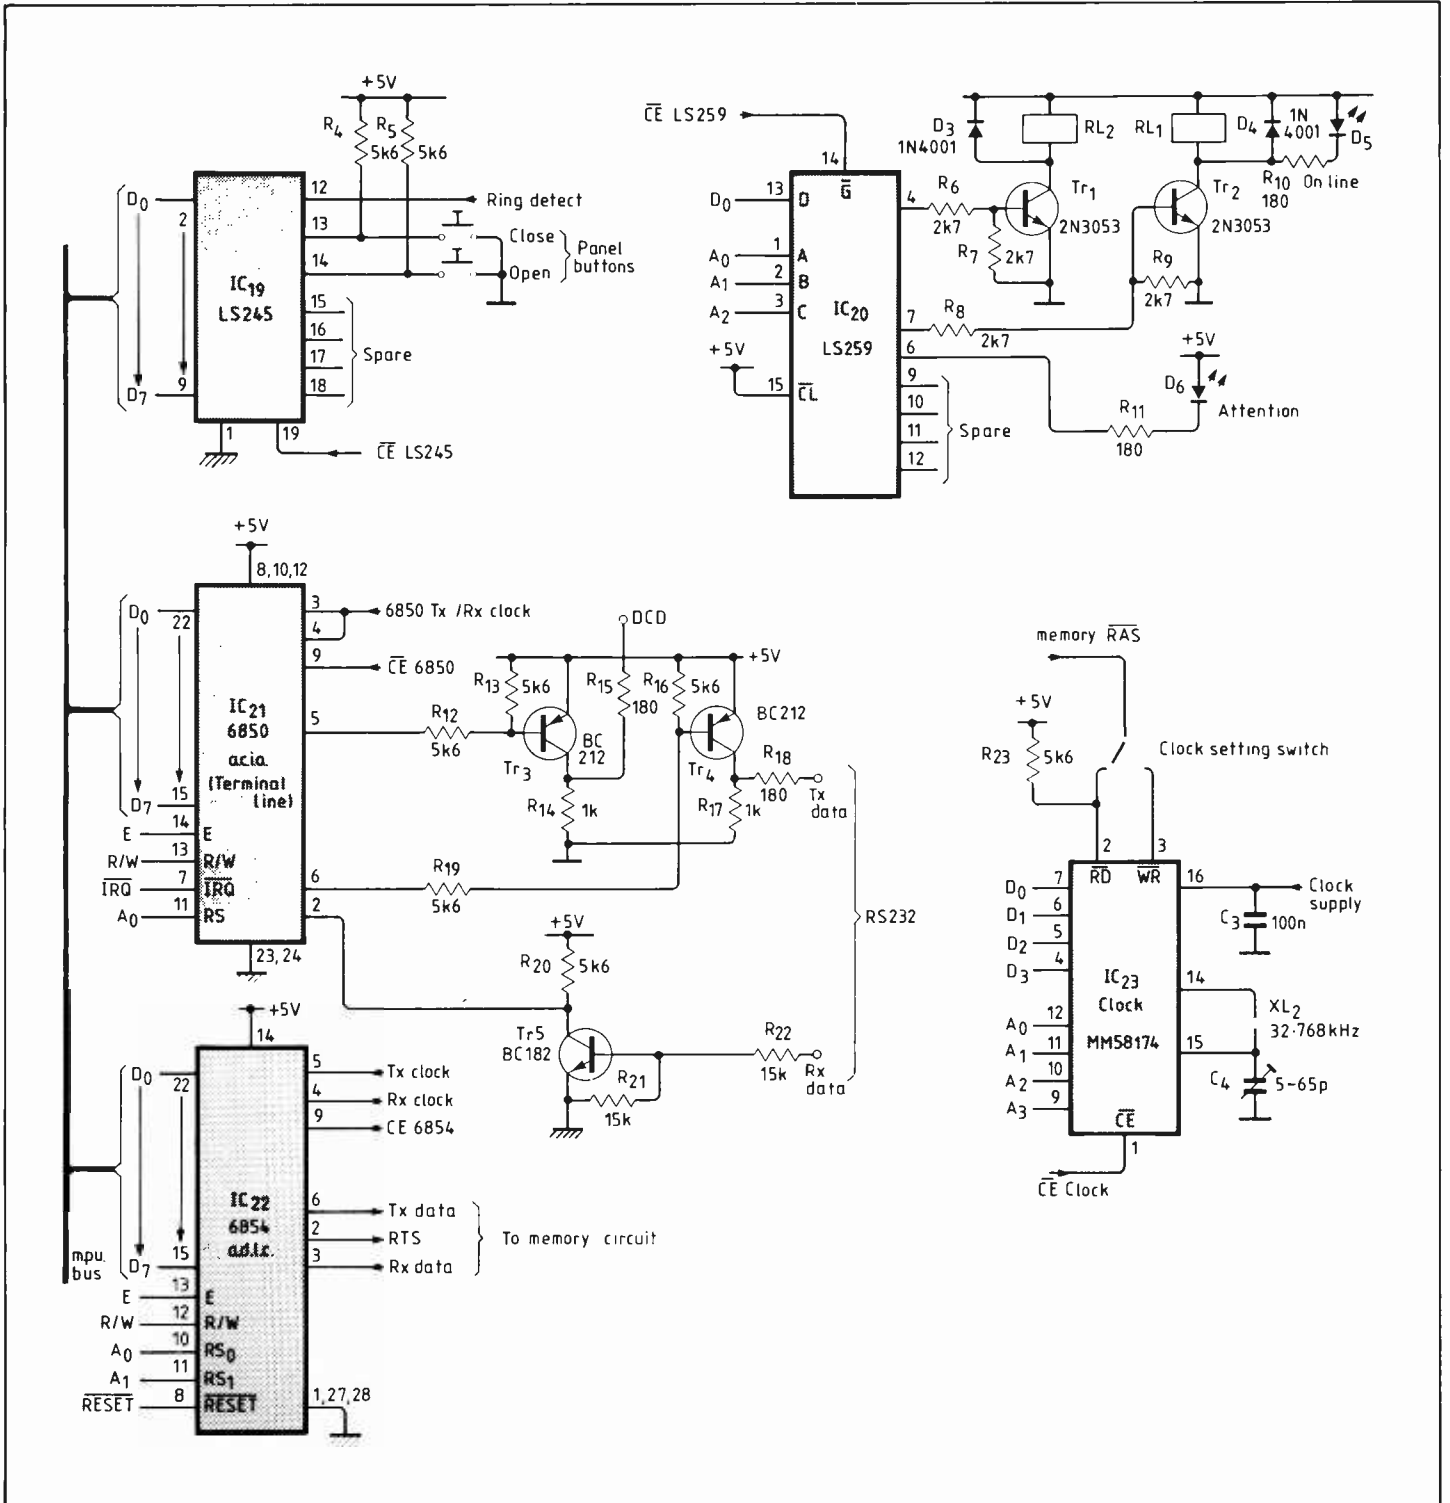 +5V
R4
5k6
R5
5k6
D0
2
D7
9
IC19
LS245
12
Ring detect
13
Close
14
Open
Panel
buttons
15
16
17
18
Spare
1
19
CE LS245
CE LS259
14
G
D0
13
D
A0
1
A
A1
2
B
A2
3
C
IC20
LS259
+5V
15
CL
4
R6
2k7
R7
2k7
Tr1
2N3053
D3
1N4001
RL2
RL1
D4
1N
4001
D5
R10
180
On line
Tr2
2N3053
R9
2k7
7
R8
2k7
6
+5V
D6
Attention
R11
180
9
10
11
12
Spare
+5V
8,10,12
D0
22
D7
15
IC21
6850
a.c.i.a.
(Terminal
line)
3
4
6850 Tx /Rx clock
9
CE 6850
5
R12
5k6
R13
5k6
Tr3
BC
212
R14
1k
DCD
R15
180
R16
5k6
+5V
BC212
Tr4
R17
1k
R18
180
Tx
data
E
14
E
R/W
13
R/W
IRQ
7
IRQ
A0
11
RS
6
R19
5k6
2
23,24
+5V
R20
5k6
Tr5
BC182
R21
15k
R22
15k
Rx
data
RS232
memory RAS
+5V
R23
5k6
Clock setting switch
2
RD
3
WR
D0
7
D1
6
D2
5
D3
4
A0
12
A1
11
A2
10
A3
9
IC23
Clock
MM58174
16
Clock
supply
C3
100n
14
XL2
32·768kHz
15
C4
5-65p
CE
1
CE Clock
+5V
14
D0
22
D7
15
IC22
6854
a.d.l.c.
5
Tx clock
4
Rx clock
9
CE 6854
6
Tx data
2
RTS
3
Rx data
To memory circuit
m.p.u.
bus
E
13
E
R/W
12
R/W
A0
10
RS0
A1
11
RS1
RESET
8
RESET
1,27,28